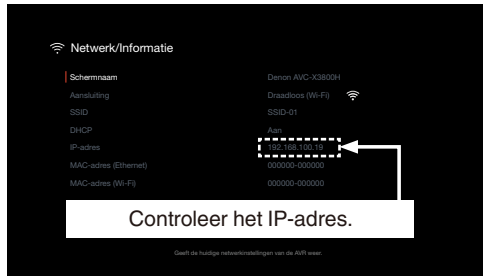 Netwerk/Informatie
Schermnaam Denon AVC-X3800H
Aansluiting Draadloos (Wi-Fi)
SSID SSID-01
DHCP Aan
IP-adres 192.168.100.19
MAC-adres (Ethernet) 000000-000000
MAC-adres (Wi-Fi) 000000-000000
Controleer het IP-adres.
Geeft de huidige netwerkinstellingen van de AVR weer.